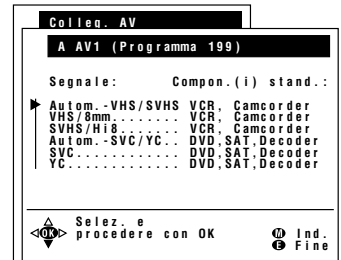 Colleg. AV
A AV1 (Programma 199)
Segnale: Compon.(i) stand.:
Autom.-VHS/SVHS VCR, Camcorder
VHS/8mm....... VCR, Camcorder
SVHS/Hi8...... VCR, Camcorder
Autom.-SVC/YC.. DVD,SAT,Decoder
SVC............ DVD,SAT,Decoder
YC............. DVD,SAT,Decoder
Selez. e
OK procedere con OK
M Ind.
E Fine